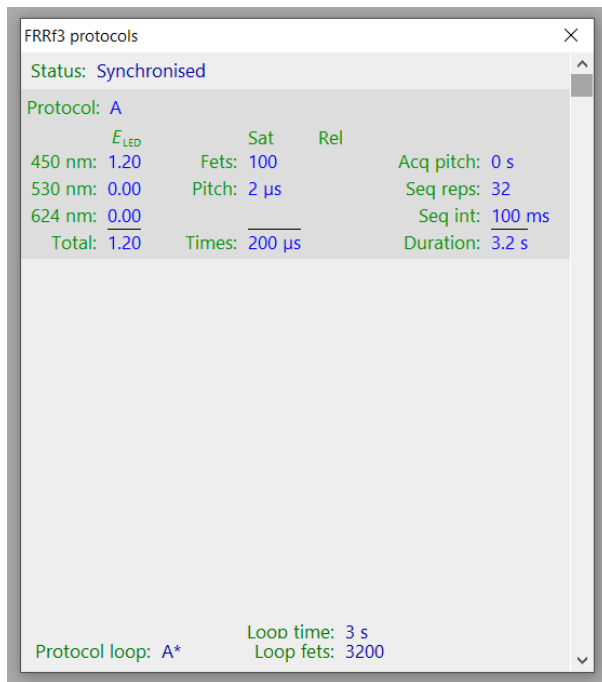 FRRf3 protocols
Status: Synchronised
Protocol: A
E LED Sat Rel
450 nm: 1.20 Fets: 100 Acq pitch: 0 s
530 nm: 0.00 Pitch: 2 µs Seq reps: 32
624 nm: 0.00 Seq int: 100 ms
Total: 1.20 Times: 200 µs Duration: 3.2 s
Loop time: 3 s
Protocol loop: A* Loop fets: 3200